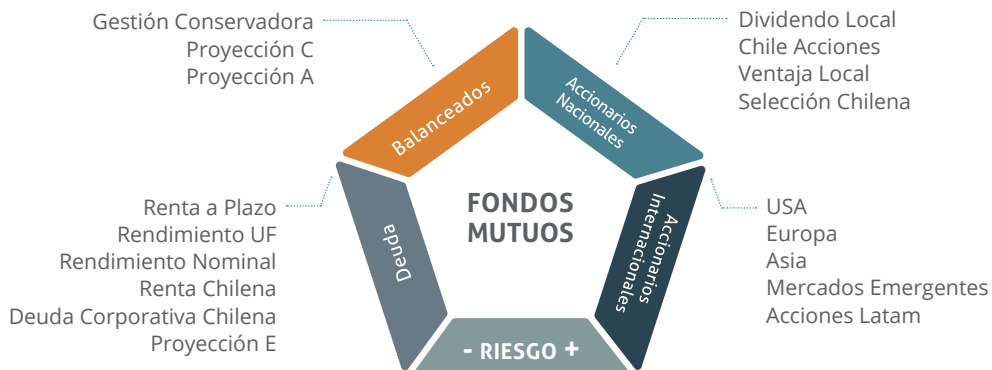 Gestión Conservadora
Proyección C
Proyección A
Balanceados
Accionarios
Nacionales
Dividendo Local
Chile Acciones
Ventaja Local
Selección Chilena
Renta a Plazo
Rendimiento UF
Rendimiento Nominal
Renta Chilena
Deuda Corporativa Chilena
Proyección E
Deuda
FONDOS
MUTUOS
Accionarios
Internacionales
USA
Europa
Asia
Mercados Emergentes
Acciones Latam
- RIESGO +